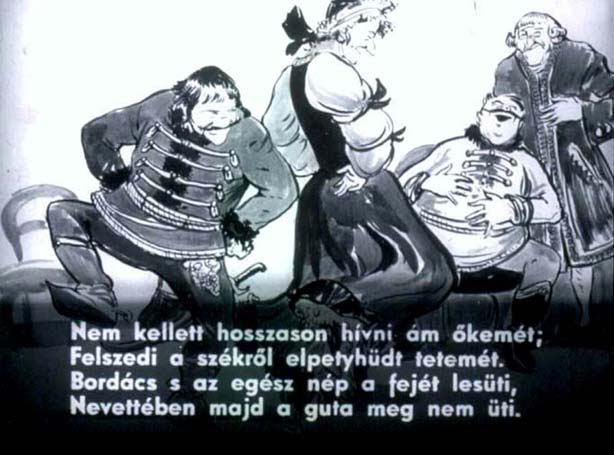 Nem kellett hosszason hívni ám őkemét;
Felszedi a székről elpetyhüdt tetemét.
Bordács s az egész nép a fejét lesüti,
Nevettében majd a guta meg nem üti.